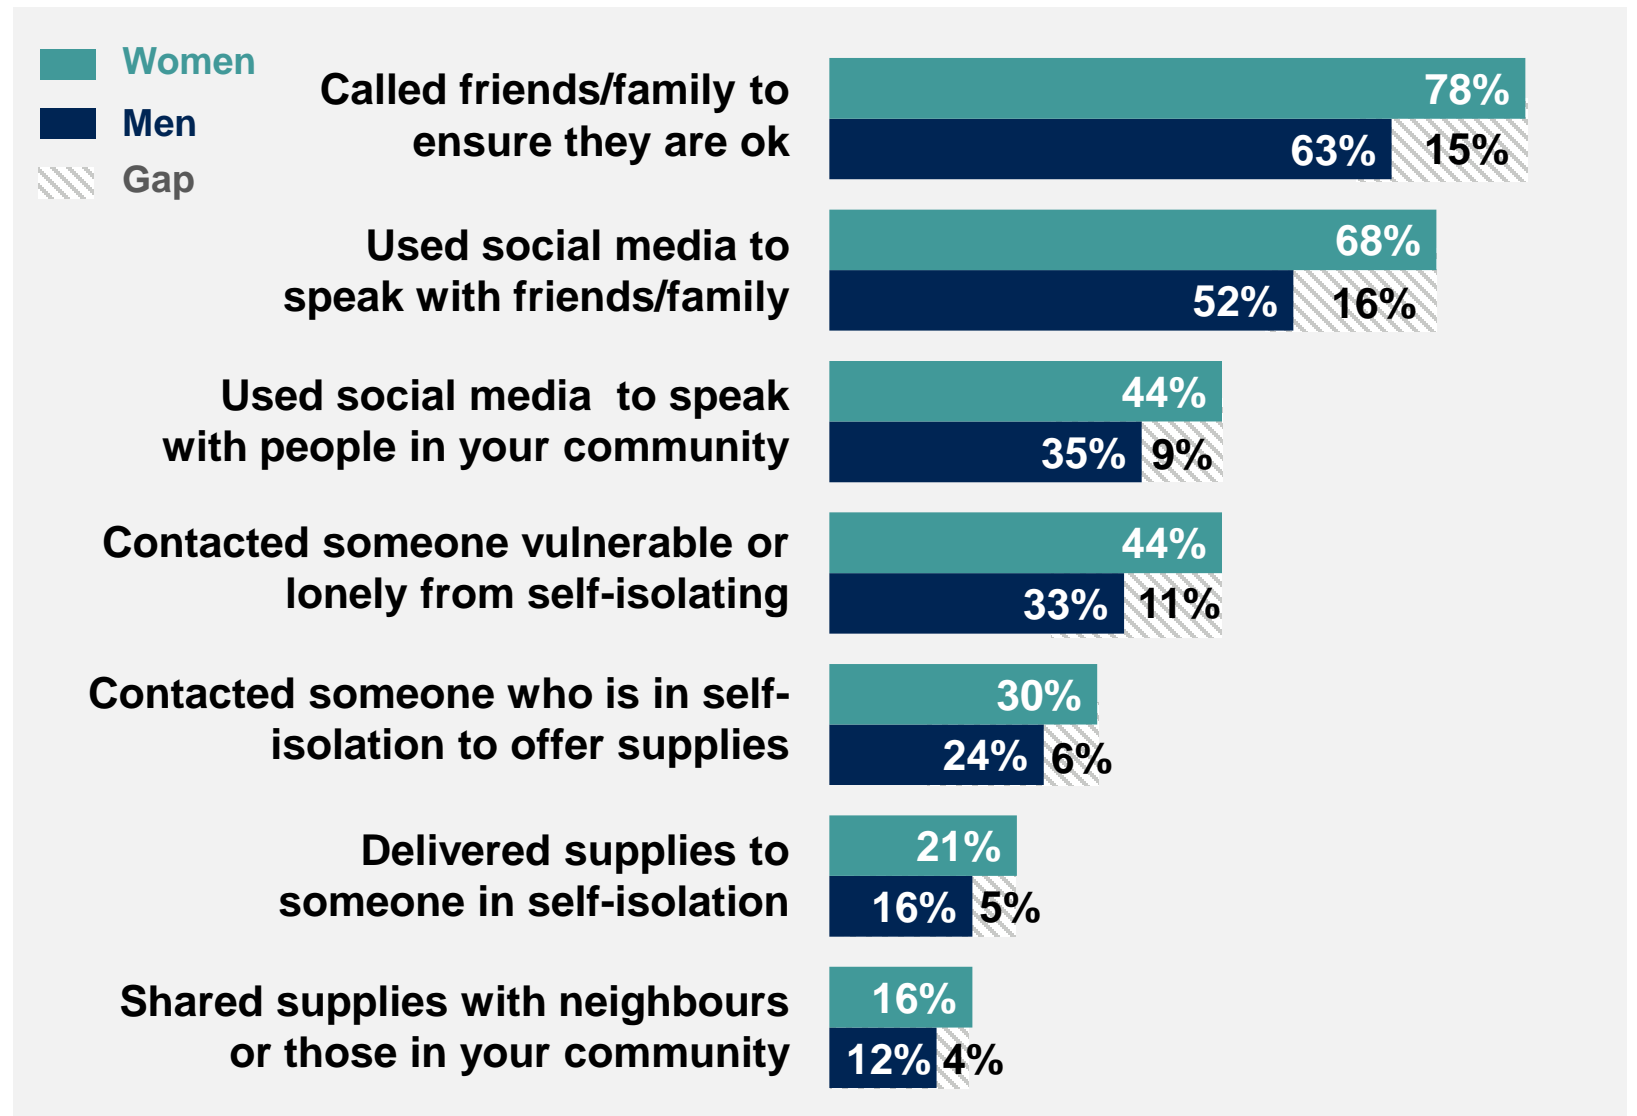 Women
Men
Gap
Called friends/family to
ensure they are ok
78%
63% 15%
Used social media to
speak with friends/family
68%
52% 16%
Used social media  to speak
with people in your community
44%
35% 9%
Contacted someone vulnerable or
lonely from self-isolating
44%
33% 11%
Contacted someone who is in self-
isolation to offer supplies
30%
24% 6%
Delivered supplies to
someone in self-isolation
21%
16% 5%
Shared supplies with neighbours
or those in your community
16%
12% 4%